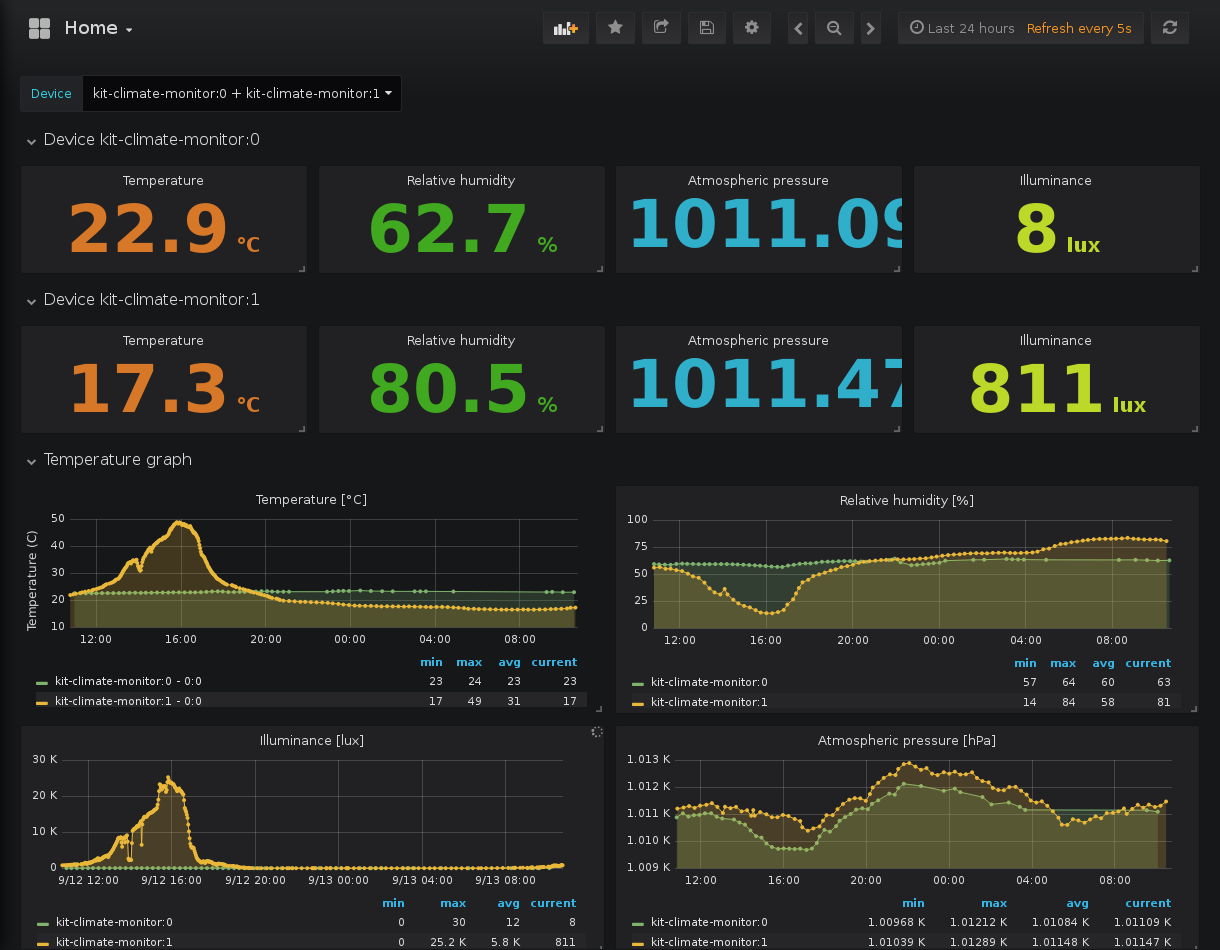 Home
Last 24 hours Refresh every 5s
Device kit-climate-monitor:0 + kit-climate-monitor:1
Device kit-climate-monitor:0
Temperature Relative humidity Atmospheric pressure Illuminance
22.9 °C 62.7 % 1011.09 8 lux
Device kit-climate-monitor:1
Temperature Relative humidity Atmospheric pressure Illuminance
17.3 °C 80.5 % 1011.47 811 lux
Temperature graph
Temperature [°C]
Temperature (C)
50
40
30
20
10
12:00 16:00 20:00 00:00 04:00 08:00
min max avg current
kit-climate-monitor:0 - 0:0 23 24 23 23
kit-climate-monitor:1 - 0:0 17 49 31 17
Relative humidity [%]
100
75
50
25
0
12:00 16:00 20:00 00:00 04:00 08:00
min max avg current
kit-climate-monitor:0 57 64 60 63
kit-climate-monitor:1 14 84 58 81
Illuminance [lux]
30 K
20 K
10 K
0
9/12 12:00 9/12 16:00 9/12 20:00 9/13 00:00 9/13 04:00 9/13 08:00
min max avg current
kit-climate-monitor:0 0 30 12 8
kit-climate-monitor:1 0 25.2 K 5.8 K 811
Atmospheric pressure [hPa]
1.013 K
1.012 K
1.011 K
1.010 K
1.009 K
12:00 16:00 20:00 00:00 04:00 08:00
min max avg current
kit-climate-monitor:0 1.00968 K 1.01212 K 1.01084 K 1.01109 K
kit-climate-monitor:1 1.01039 K 1.01289 K 1.01148 K 1.01147 K